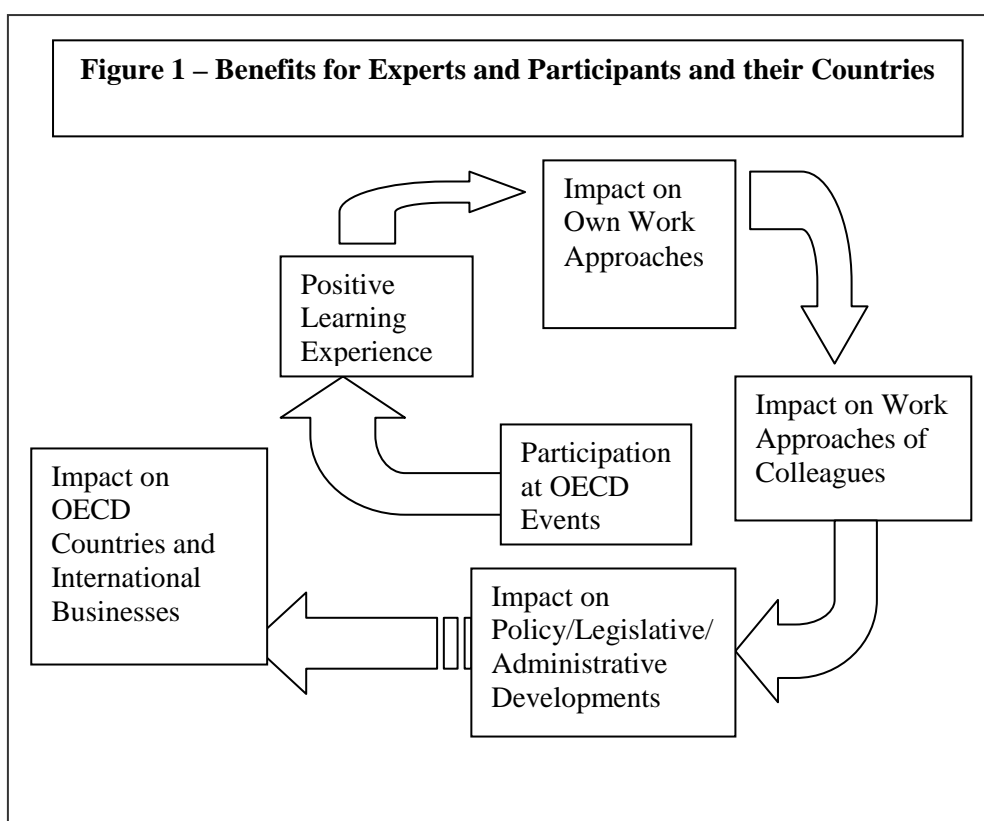 Figure 1 – Benefits for Experts and Participants and their Countries
Impact on
Own Work
Approaches
Positive
Learning
Experience
Impact on Work
Approaches of
Colleagues
Participation
at OECD
Events
Impact on
OECD
Countries and
International
Businesses
Impact on
Policy/Legislative/
Administrative
Developments